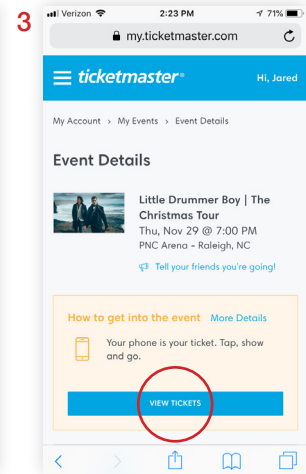 3
Verizon 2:23 PM 71%
my.ticketmaster.com
ticketmaster® Hi, Jared
My Account > My Events > Event Details
Event Details
Little Drummer Boy | The
Christmas Tour
Thu, Nov 29 @ 7:00 PM
PNC Arena - Raleigh, NC
Tell your friends you're going!
How to get into the event More Details
Your phone is your ticket. Tap, show
and go.
VIEW TICKETS